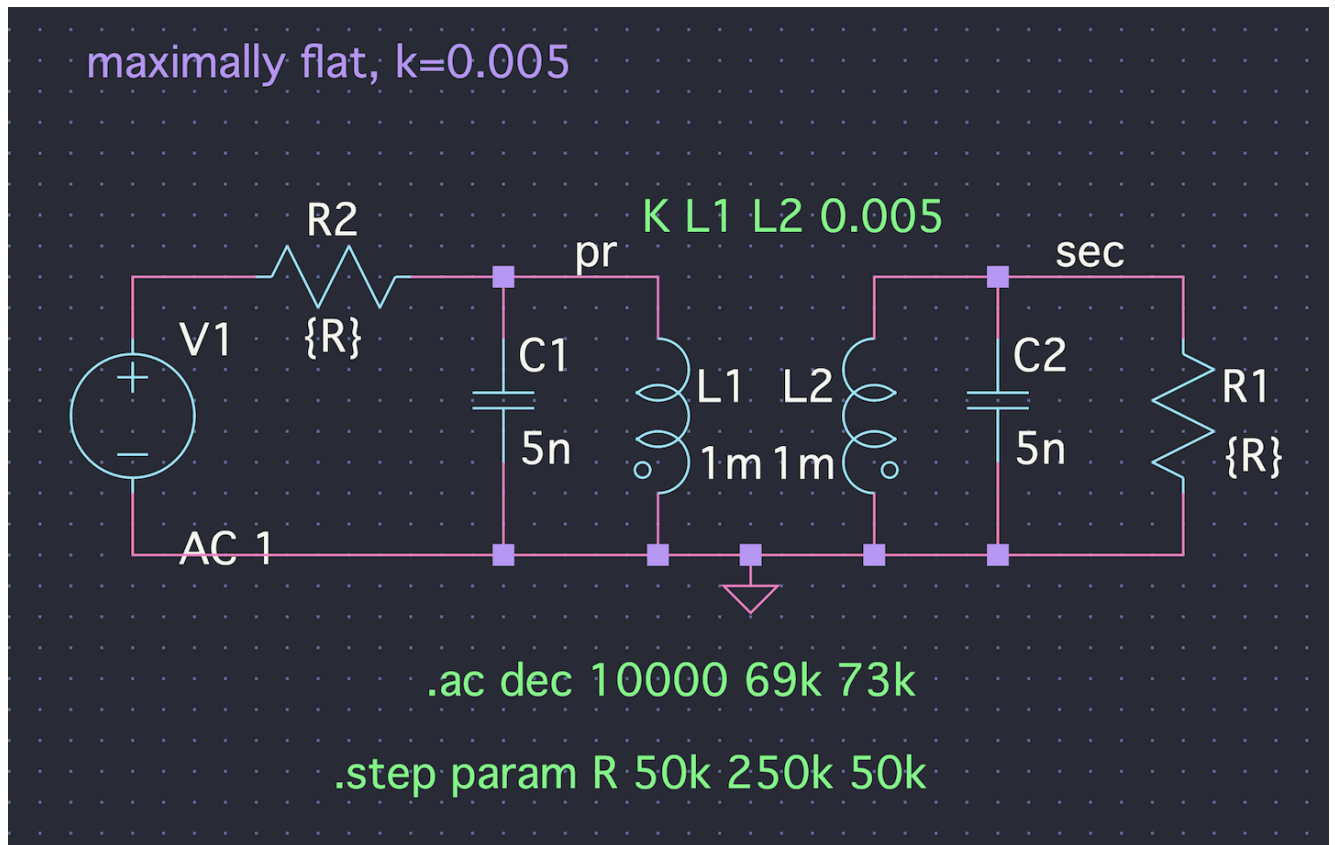 maximally flat, k=0.005
K L1 L2 0.005
R2
pr
sec
V1
{R}
C1
C2
L1
L2
R1
5n
1m
1m
5n
{R}
AC 1
.ac dec 10000 69k 73k
.step param R 50k 250k 50k